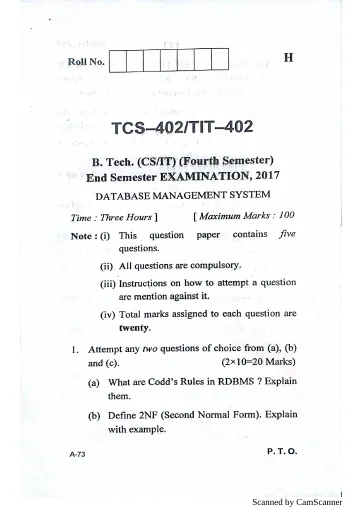 Roll No.
H
TCS–402/TIT–402
B. Tech. (CS/IT) (Fourth Semester)
End Semester EXAMINATION, 2017
DATABASE MANAGEMENT SYSTEM
Time : Three Hours ] [ Maximum Marks : 100
Note : (i) This question paper contains five
questions.
(ii) All questions are compulsory.
(iii) Instructions on how to attempt a question
are mention against it.
(iv) Total marks assigned to each question are
twenty.
1. Attempt any two questions of choice from (a), (b)
and (c). (2×10=20 Marks)
(a) What are Codd's Rules in RDBMS ? Explain
them.
(b) Define 2NF (Second Normal Form). Explain
with example.
A-73 P. T. O.
1
Scanned by CamScanner